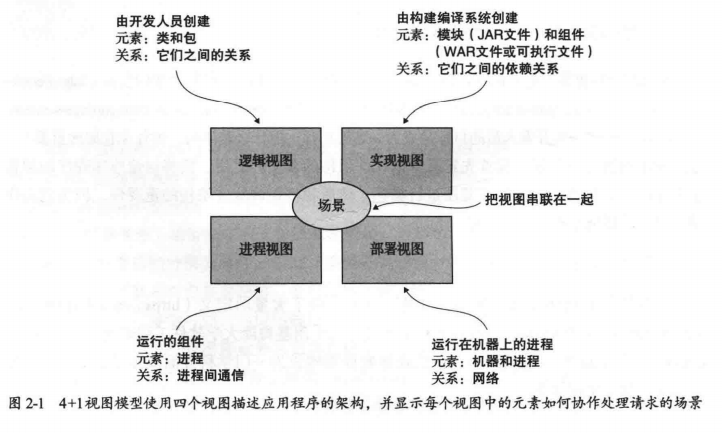 由开发人员创建
元素：类和包
关系：它们之间的关系
由构建编译系统创建
元素：模块（JAR文件）和组件
（WAR文件或可执行文件）
关系：它们之间的依赖关系
逻辑视图
实现视图
场景
把视图串联在一起
进程视图
部署视图
运行的组件
元素：进程
关系：进程间通信
运行在机器上的进程
元素：机器和进程
关系：网络
图 2-1 4+1视图模型使用四个视图描述应用程序的架构，并显示每个视图中的元素如何协作处理请求的场景